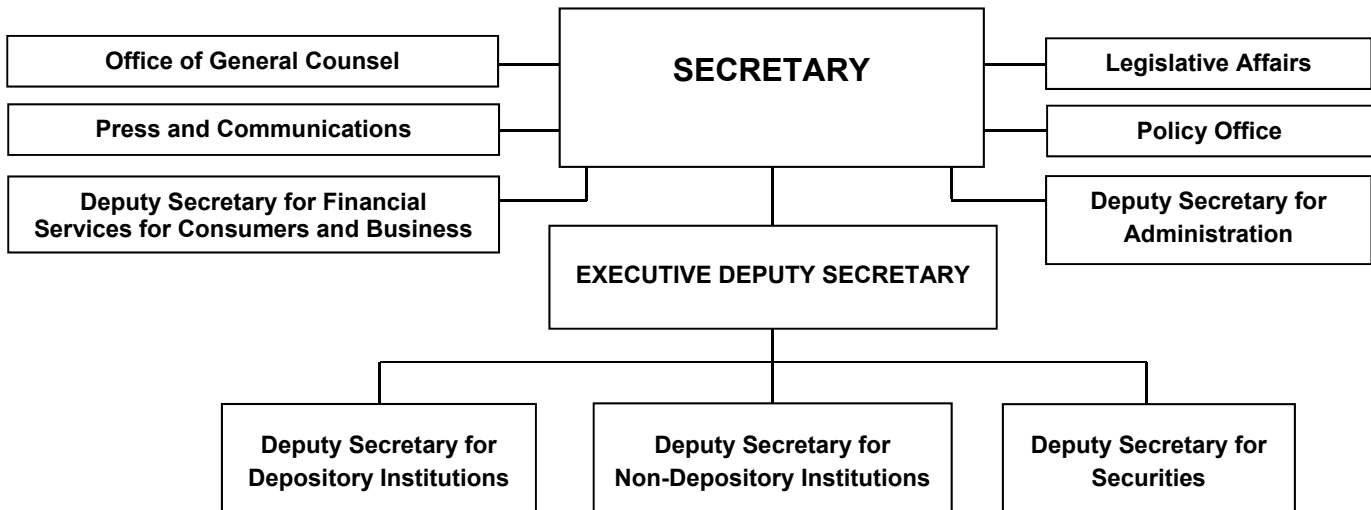 SECRETARY
Office of General Counsel
Legislative Affairs
Press and Communications
Policy Office
Deputy Secretary for Financial
Services for Consumers and Business
Deputy Secretary for
Administration
EXECUTIVE DEPUTY SECRETARY
Deputy Secretary for
Depository Institutions
Deputy Secretary for
Non-Depository Institutions
Deputy Secretary for
Securities